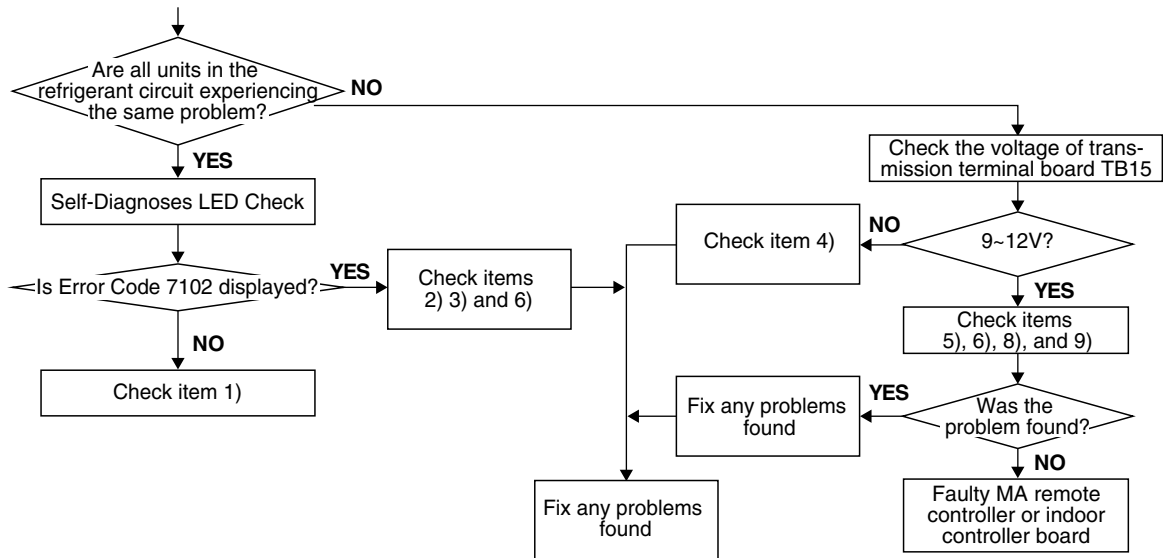 Are all units in the
refrigerant circuit experiencing
the same problem?
NO
YES
Check the voltage of trans-
mission terminal board TB15
Self-Diagnoses LED Check
NO
Check item 4)
9~12V?
YES
Is Error Code 7102 displayed?
YES
Check items
2) 3) and 6)
Check items
5), 6), 8), and 9)
NO
Check item 1)
YES
Fix any problems
found
Was the
problem found?
NO
Fix any problems
found
Faulty MA remote
controller or indoor
controller board